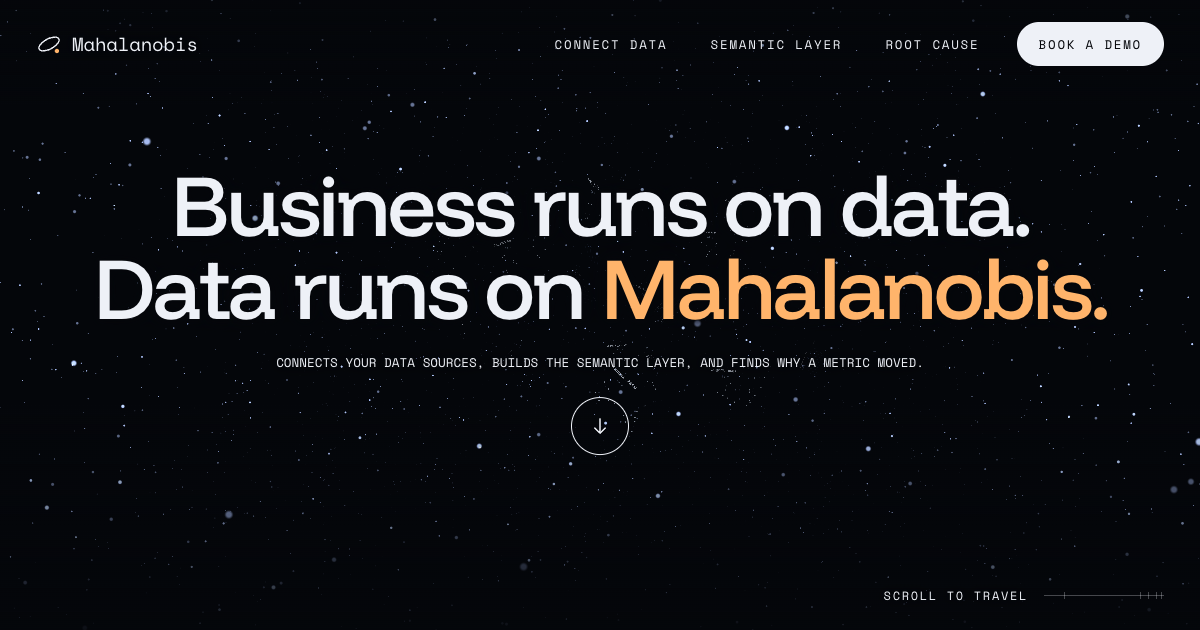 Mahalanobis
CONNECT DATA
SEMANTIC LAYER
ROOT CAUSE
BOOK A DEMO
Business runs on data.
Data runs on Mahalanobis.
CONNECTS YOUR DATA SOURCES, BUILDS THE SEMANTIC LAYER, AND FINDS WHY A METRIC MOVED.
SCROLL TO TRAVEL